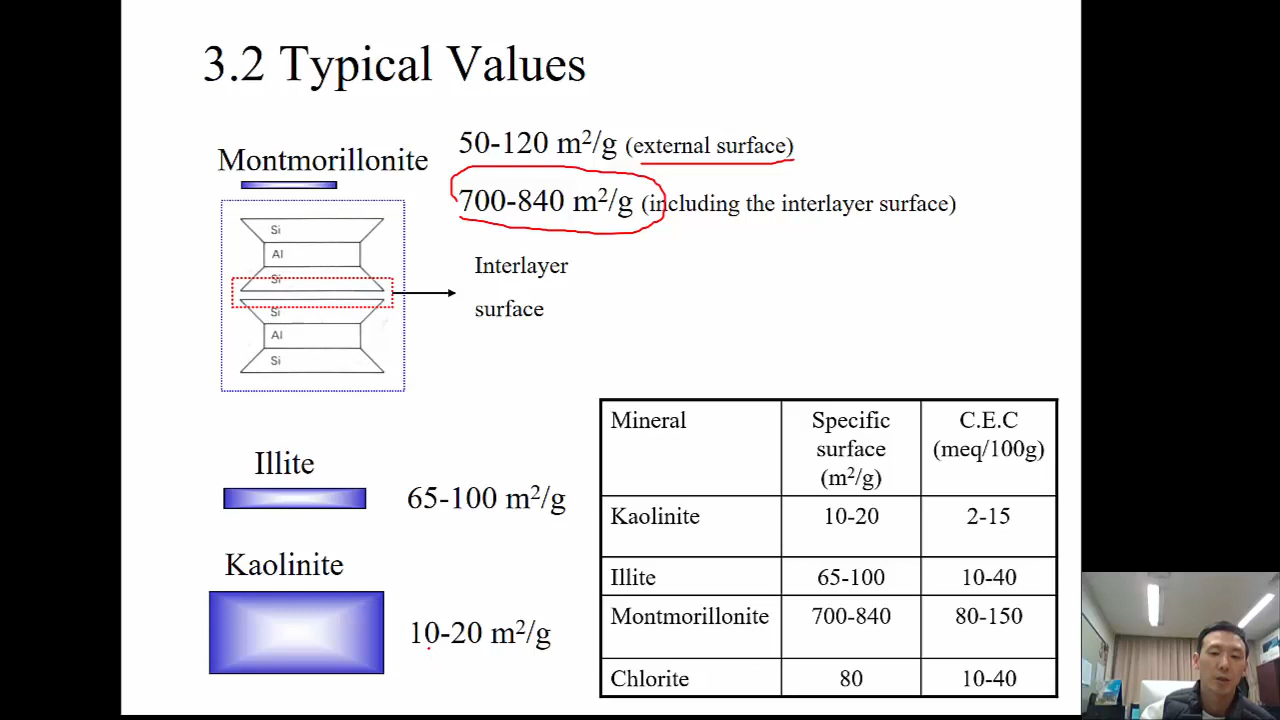 3.2 Typical Values
Montmorillonite
50-120 m²/g (external surface)
700-840 m²/g (including the interlayer surface)
Si
Al
Si
Si
Al
Si
Interlayer
surface
Illite
65-100 m²/g
Kaolinite
10-20 m²/g
Mineral Specific surface (m²/g) C.E.C (meq/100g)
Kaolinite 10-20 2-15
Illite 65-100 10-40
Montmorillonite 700-840 80-150
Chlorite 80 10-40